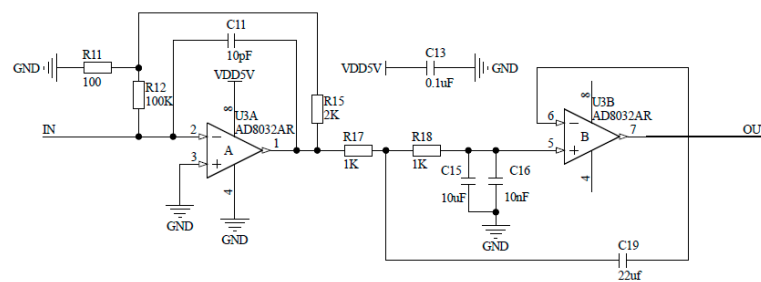 C11
10pF
R11
GND
100
R12
100K
VDD5V
8
U3A
AD8032AR
IN
2
A
1
3
4
GND
GND
R15
2K
VDD5V
C13
0.1uF
GND
R17
1K
R18
1K
C15
10uF
C16
10nF
GND
8
U3B
AD8032AR
6
B
7
5
4
OU
C19
22uf